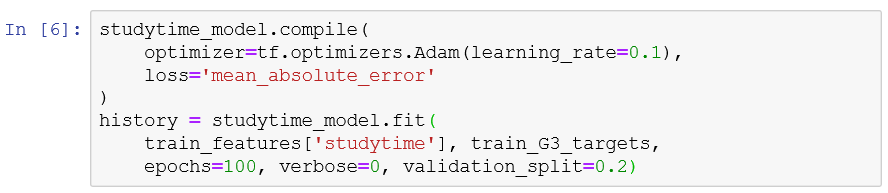 In [6]: studytime_model.compile(
    optimizer=tf.optimizers.Adam(learning_rate=0.1),
    loss='mean_absolute_error'
)
history = studytime_model.fit(
    train_features['studytime'], train_G3_targets,
    epochs=100, verbose=0, validation_split=0.2)